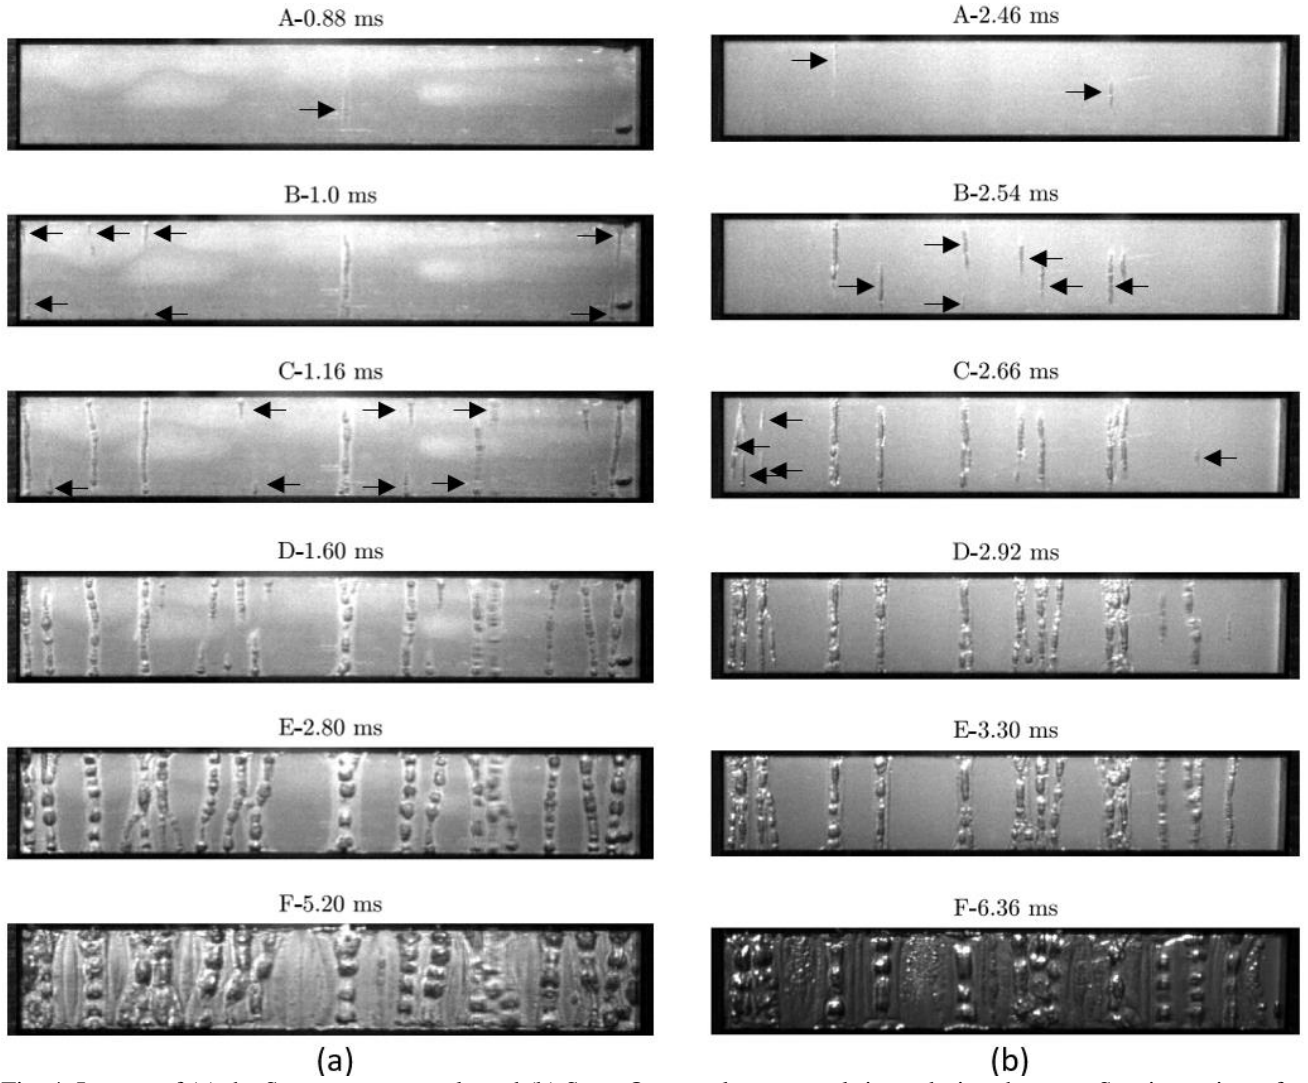 A-0.88 ms
B-1.0 ms
C-1.16 ms
D-1.60 ms
E-2.80 ms
F-5.20 ms
(a)
A-2.46 ms
B-2.54 ms
C-2.66 ms
D-2.92 ms
E-3.30 ms
F-6.36 ms
(b)